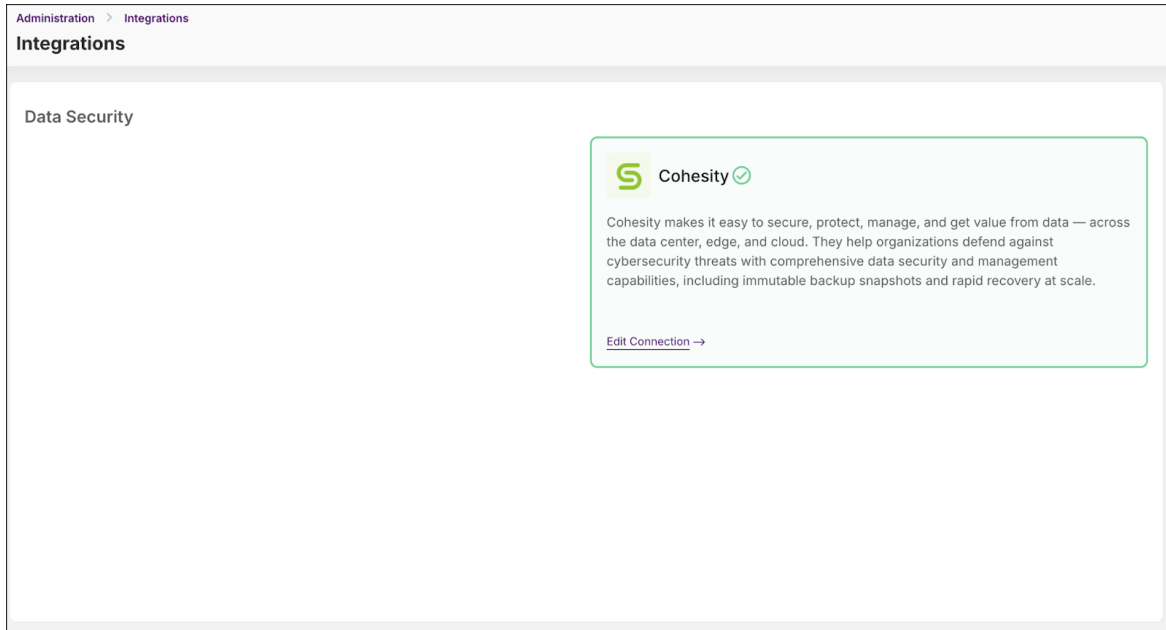 Administration > Integrations
Integrations
Data Security
Cohesity
Cohesity makes it easy to secure, protect, manage, and get value from data — across
the data center, edge, and cloud. They help organizations defend against
cybersecurity threats with comprehensive data security and management
capabilities, including immutable backup snapshots and rapid recovery at scale.
Edit Connection →